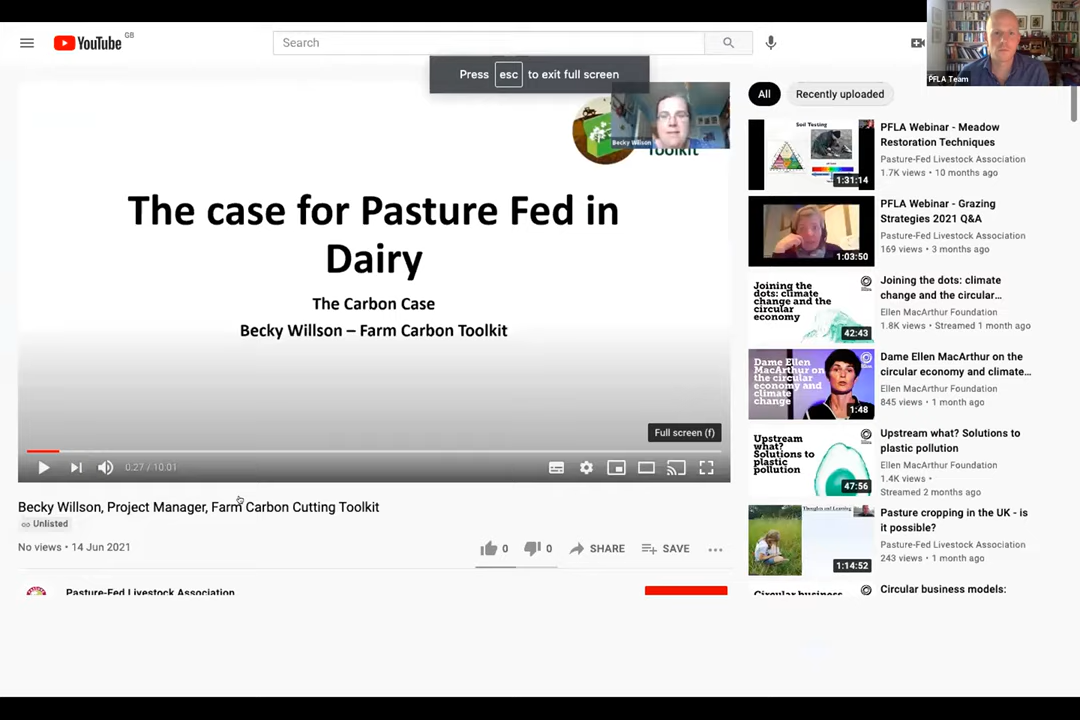 YouTube GB
Search
Press esc to exit full screen
PFLA Team
Becky Willson
The case for Pasture Fed in
Dairy
The Carbon Case
Becky Willson – Farm Carbon Toolkit
Full screen (f)
0:27 / 10:01
Becky Willson, Project Manager, Farm Carbon Cutting Toolkit
Unlisted
No views • 14 Jun 2021
0
0
SHARE
SAVE
Pasture-Fed Livestock Association
All
Recently uploaded
Soil Testing
1:31:14
PFLA Webinar - Meadow
Restoration Techniques
Pasture-Fed Livestock Association
1.7K views • 10 months ago
1:03:50
PFLA Webinar - Grazing
Strategies 2021 Q&A
Pasture-Fed Livestock Association
169 views • 3 months ago
Joining the
dots: climate
change and the
circular
economy
42:43
Joining the dots: climate
change and the circular...
Ellen MacArthur Foundation
1.8K views • Streamed 1 month ago
Dame Ellen
MacArthur on
the circular
economy and
climate
change
1:48
Dame Ellen MacArthur on the
circular economy and climate...
Ellen MacArthur Foundation
845 views • 1 month ago
Upstream
what?
Solutions to
plastic
pollution
47:56
Upstream what? Solutions to
plastic pollution
Ellen MacArthur Foundation
1.4K views •
Streamed 2 months ago
Thoughts and Learning
1:14:52
Pasture cropping in the UK - is
it possible?
Pasture-Fed Livestock Association
243 views • 1 month ago
Circular business
Circular business models: